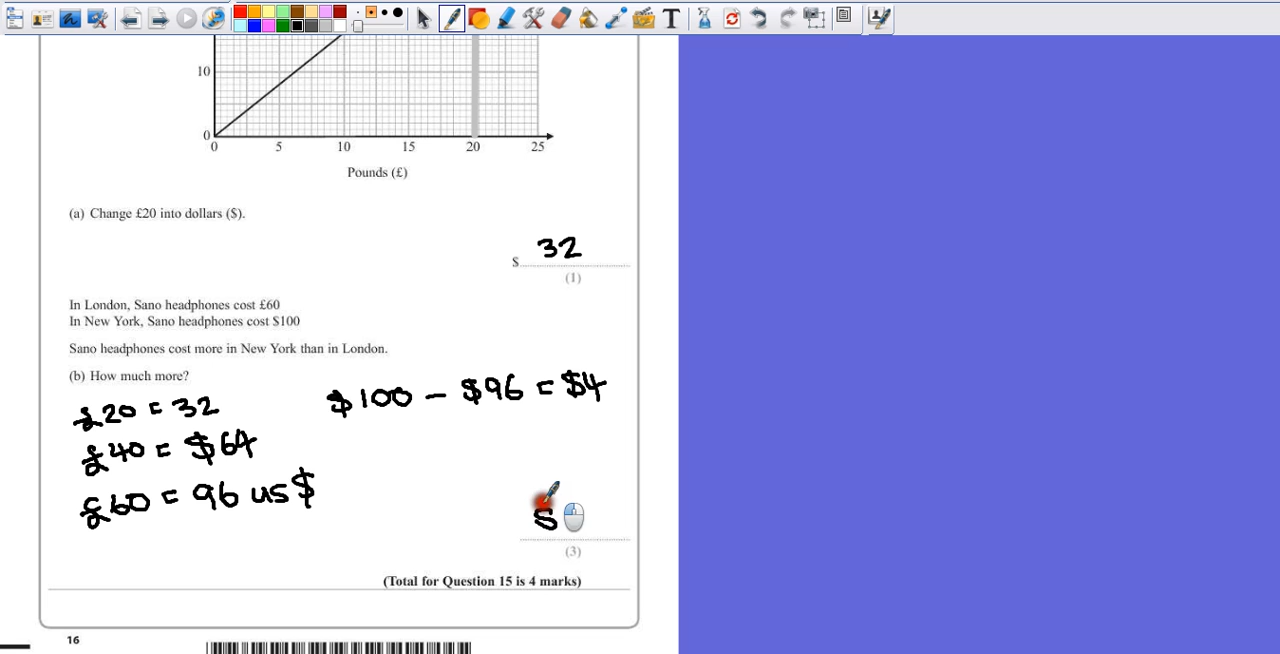 T
10
0
0 5 10 15 20 25
Pounds (£)
(a) Change £20 into dollars ($).
$ 32
(1)
In London, Sano headphones cost £60
In New York, Sano headphones cost $100
Sano headphones cost more in New York than in London.
(b) How much more?
£20 = 32
£40 = $64
£60 = 96 us $
$100 - $96 = $4
S
(3)
(Total for Question 15 is 4 marks)
16